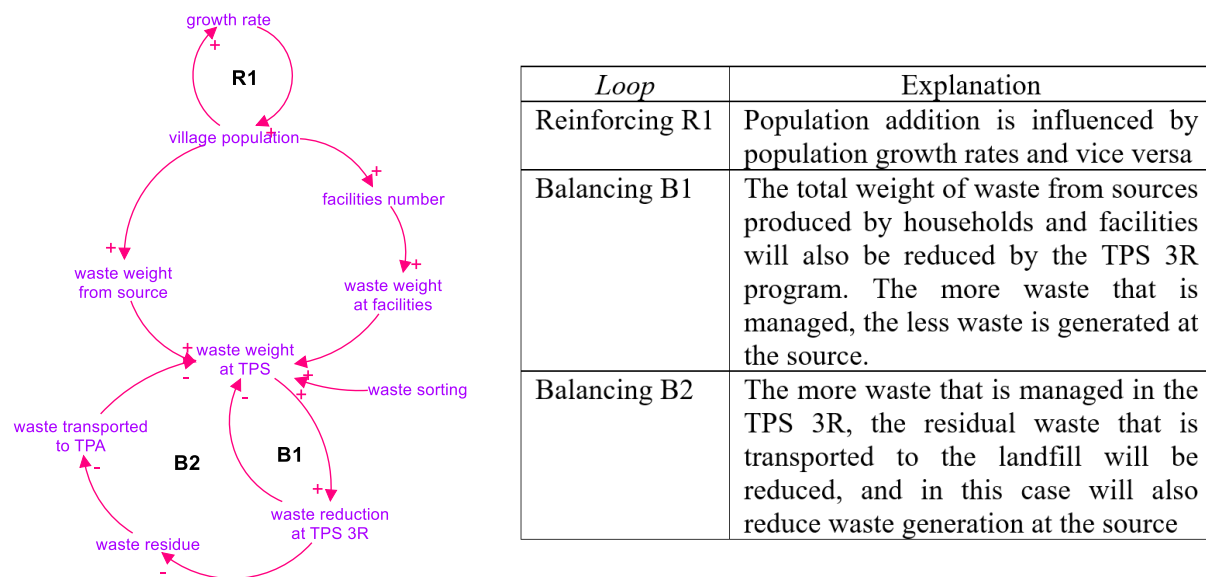 growth rate
+
R1
+
village population
+
facilities number
+
+
waste weight
from source
waste weight
at facilities
+
waste weight
at TPS
-
+
+
-
waste sorting
waste transported
to TPA
-
B2
B1
+
waste reduction
at TPS 3R
waste residue
-
Loop
Explanation
Reinforcing R1
Population addition is influenced by
population growth rates and vice versa
Balancing B1
The total weight of waste from sources
produced by households and facilities
will also be reduced by the TPS 3R
program. The more waste that is
managed, the less waste is generated at
the source.
Balancing B2
The more waste that is managed in the
TPS 3R, the residual waste that is
transported to the landfill will be
reduced, and in this case will also
reduce waste generation at the source